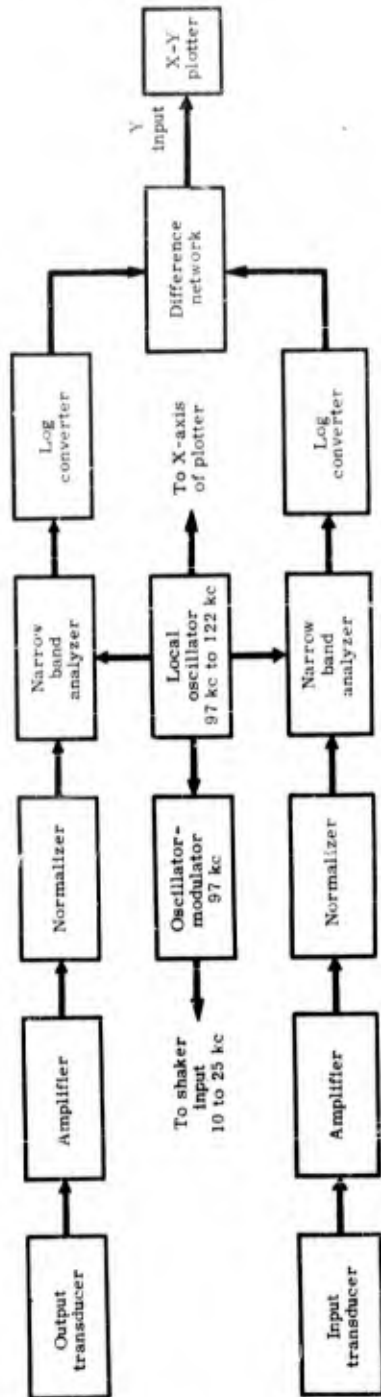 Output
transducer
Amplifier
Normalizer
Narrow
band
analyzer
Log
converter
To shaker
input
10 to 25 kc
Oscillator-
modulator
97 kc
Local
oscillator
97 kc to 122 kc
To X-axis
of plotter
Difference
network
Y
input
X-Y
plotter
Input
transducer
Amplifier
Normalizer
Narrow
band
analyzer
Log
converter